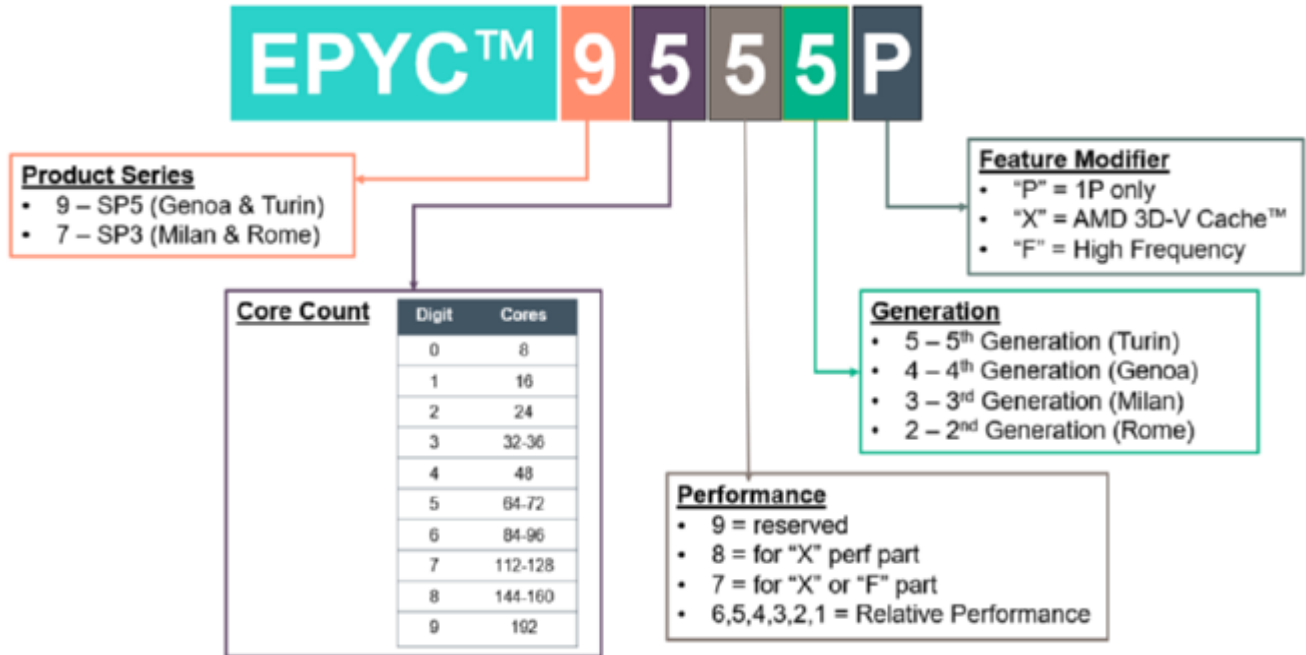 EPYC™ 9 5 5 5 P
Product Series
• 9 – SP5 (Genoa & Turin)
• 7 – SP3 (Milan & Rome)
Feature Modifier
• “P” = 1P only
• “X” = AMD 3D-V Cache™
• “F” = High Frequency
Core Count
Digit Cores
0 8
1 16
2 24
3 32-36
4 48
5 64-72
6 84-96
7 112-128
8 144-160
9 192
Generation
• 5 – 5th Generation (Turin)
• 4 – 4th Generation (Genoa)
• 3 – 3rd Generation (Milan)
• 2 – 2nd Generation (Rome)
Performance
• 9 = reserved
• 8 = for “X” perf part
• 7 = for “X” or “F” part
• 6,5,4,3,2,1 = Relative Performance